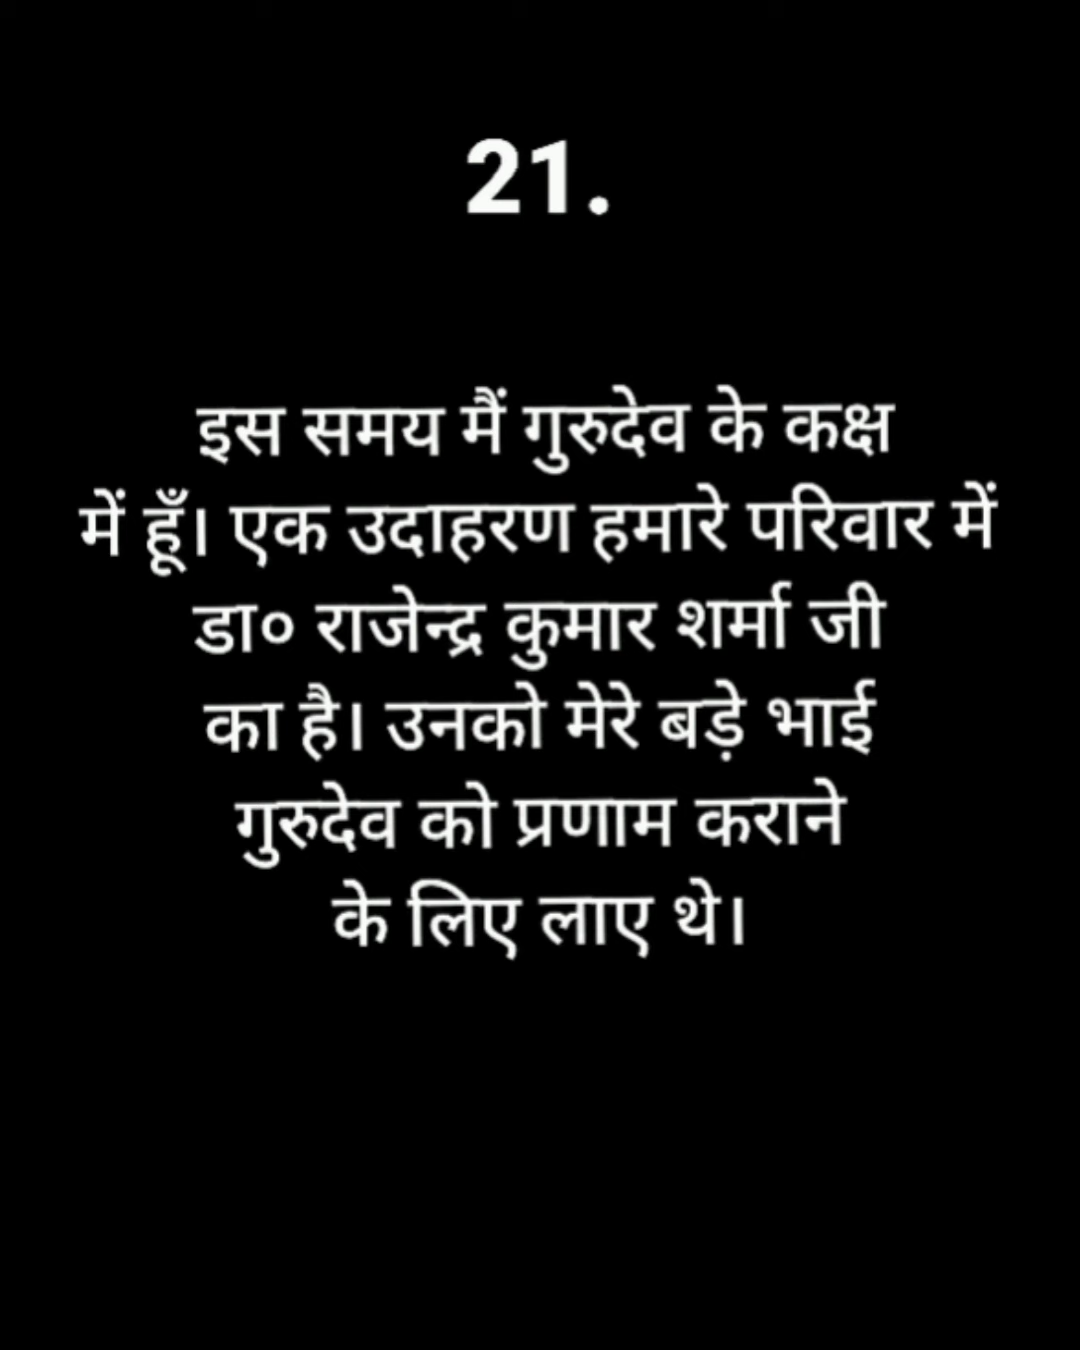 21.
इस समय मैं गुरुदेव के कक्ष
में हूँ। एक उदाहरण हमारे परिवार में
डा० राजेन्द्र कुमार शर्मा जी
का है। उनको मेरे बड़े भाई
गुरुदेव को प्रणाम कराने
के लिए लाए थे।